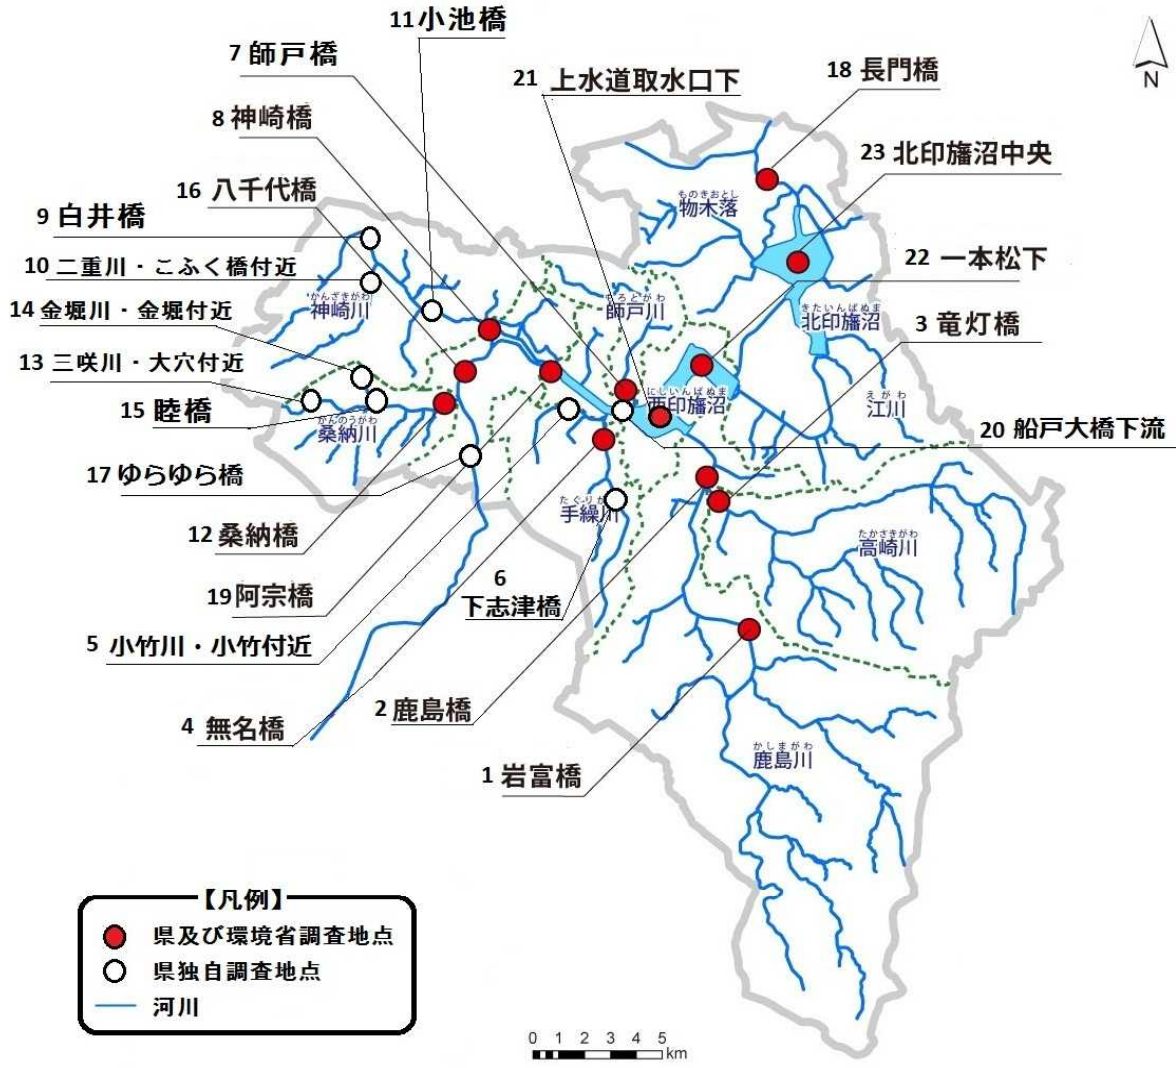 11小池橋
7 師戸橋
21 上水道取水口下
18 長門橋
N
8 神崎橋
23 北印旛沼中央
16 八千代橋
ものきおとし
物木落
9 白井橋
22 一本松下
10 二重川・こふく橋付近
かんざきがわ
神崎川
師戸川
きたいんばぬま
北印旛沼
14 金堀川・金堀付近
3 竜灯橋
13 三咲川・大穴付近
にしいんばぬま
西印旛沼
えがわ
江川
15 睦橋
かんのうがわ
桑納川
20 船戸大橋下流
17 ゆらゆら橋
手繰川
12 桑納橋
たかさきがわ
高崎川
19阿宗橋
6
下志津橋
5 小竹川・小竹付近
2 鹿島橋
4 無名橋
かしまがわ
鹿島川
1 岩富橋
【凡例】
県及び環境省調査地点
県独自調査地点
河川
0 1 2 3 4 5
km